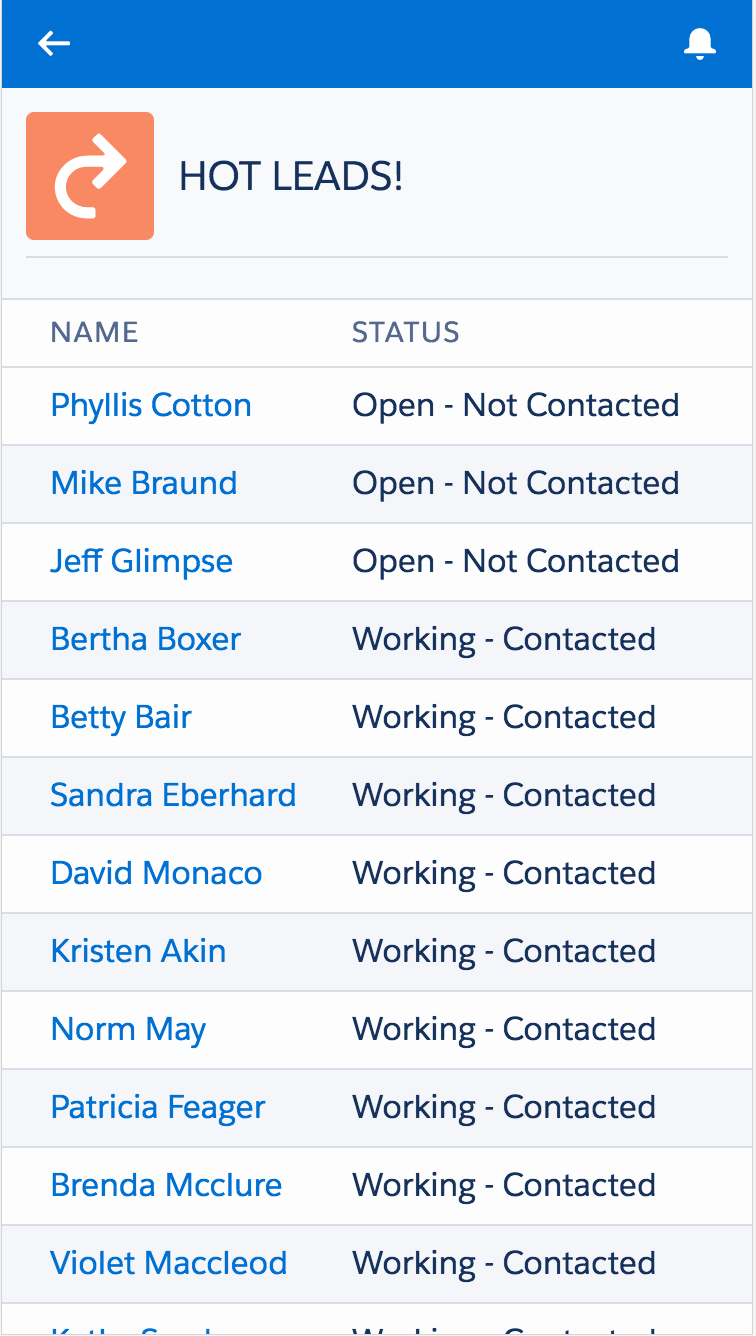 HOT LEADS!
NAME STATUS
Phyllis Cotton Open - Not Contacted
Mike Braund Open - Not Contacted
Jeff Glimpse Open - Not Contacted
Bertha Boxer Working - Contacted
Betty Bair Working - Contacted
Sandra Eberhard Working - Contacted
David Monaco Working - Contacted
Kristen Akin Working - Contacted
Norm May Working - Contacted
Patricia Feager Working - Contacted
Brenda Mcclure Working - Contacted
Violet Maccleod Working - Contacted